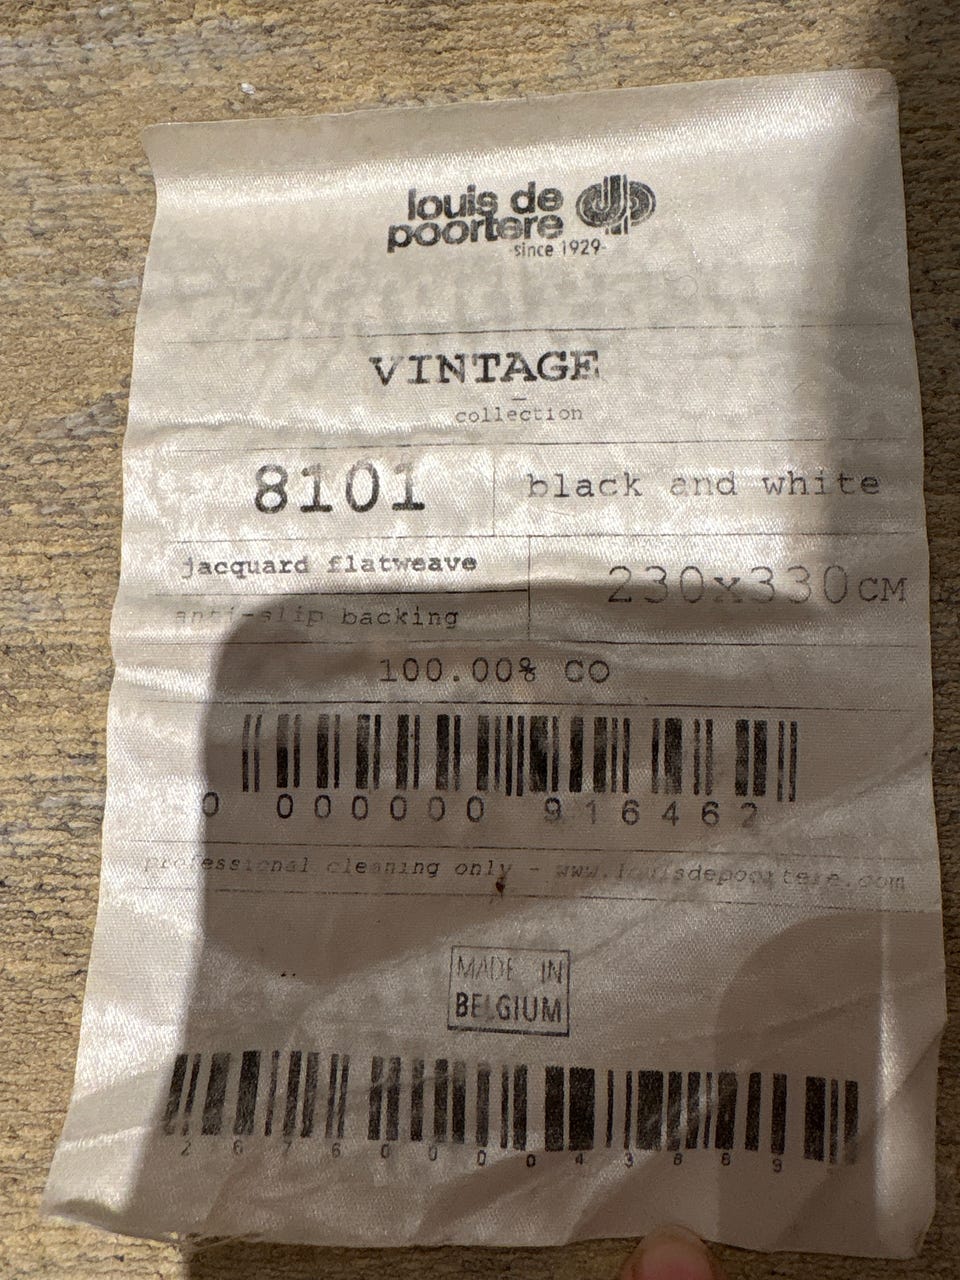 louis de
poortere
-since 1929-
VINTAGE
collection
8101
black and white
jacquard flatweave
230x330CM
anti-slip backing
100.00% CO
0 000000 916462
professional cleaning only - www.louisdepoortere.com
MADE IN
BELGIUM